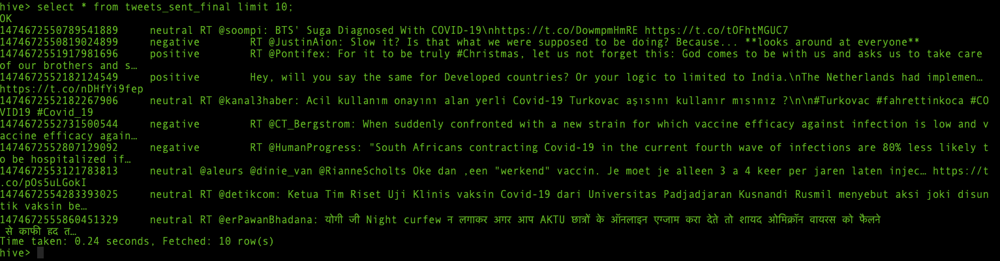 hive> select * from tweets_sent_final limit 10;
OK
1474672550789541889 neutral RT @soompi: BTS' Suga Diagnosed With COVID-19\nhttps://t.co/DowmpmHmRE https://t.co/tOFhtMGUC7
1474672550819024899 negative RT @JustinAion: Slow it? Is that what we were supposed to be doing? Because... **looks around at everyone**
1474672551917981696 positive RT @Pontifex: For it to be truly #Christmas, let us not forget this: God comes to be with us and asks us to take care
of our brothers and s…
1474672552182124549 positive Hey, will you say the same for Developed countries? Or your logic to limited to India.\nThe Netherlands had implemen…
https://t.co/nDHfYi9fep
1474672552182267906 neutral RT @kanal3haber: Acil kullanım onayını alan yerli Covid-19 Turkovac aşısını kullanır mısınız ?\n\n#Turkovac #fahrettinkoca #CO
VID19 #Covid_19
1474672552731500544 negative RT @CT_Bergstrom: When suddenly confronted with a new strain for which vaccine efficacy against infection is low and v
accine efficacy again…
1474672552807129092 negative RT @HumanProgress: "South Africans contracting Covid-19 in the current fourth wave of infections are 80% less likely t
o be hospitalized if…
1474672553121783813 neutral @aleurs @dinie_van @RianneScholts Oke dan ,een "werkend" vaccin. Je moet je alleen 3 a 4 keer per jaren laten injec… https://t
.co/pOs5uLGokI
1474672554283393025 neutral RT @detikcom: Ketua Tim Riset Uji Klinis vaksin Covid-19 dari Universitas Padjadjaran Kusnandi Rusmil menyebut aksi joki disun
tik vaksin be…
1474672555860451329 neutral RT @erPawanBhadana: योगी जी Night curfew न लगाकर अगर आप AKTU छात्रों के ऑनलाइन एग्जाम करा देते तो शायद ओमिक्रॉन वायरस को फैलने
से काफी हद त…
Time taken: 0.24 seconds, Fetched: 10 row(s)
hive>